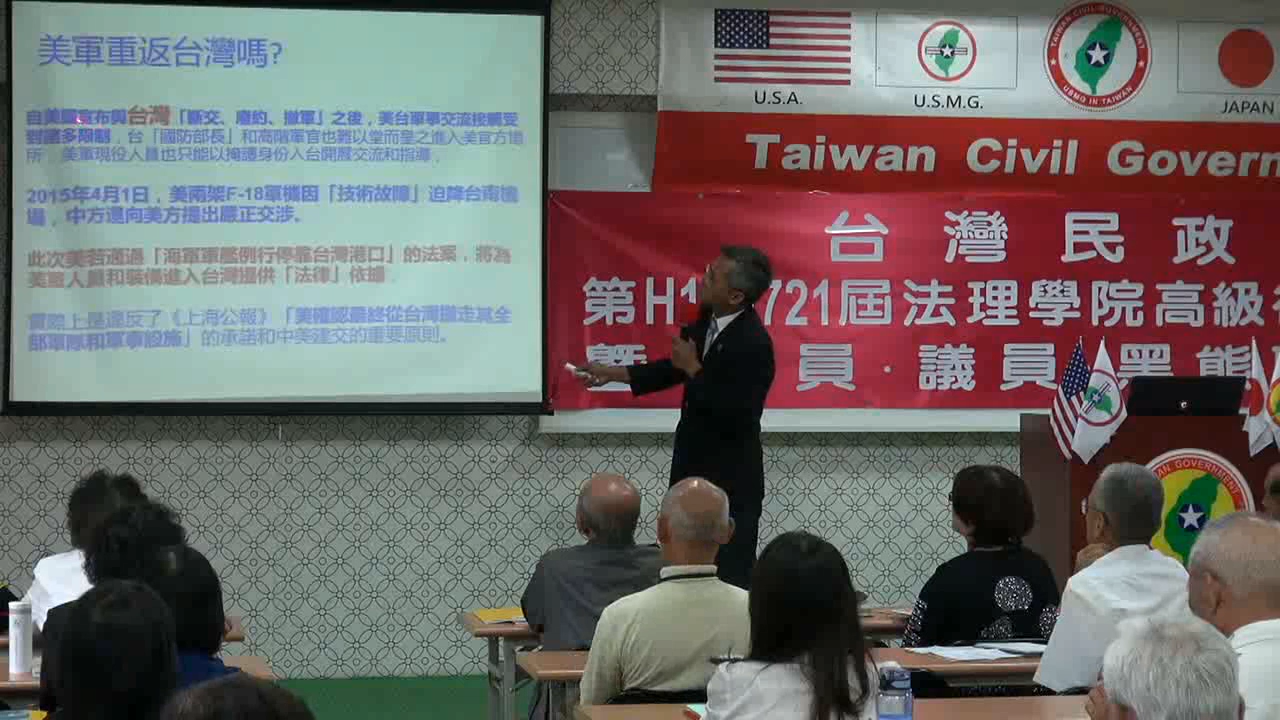 美軍重返台灣嗎?
自美國宣布與台灣「斷交、廢約、撤軍」之後，美台軍事交流接觸受
到諸多限制，台「國防部長」和高階軍官也難以堂而皇之進入美官方場
所，美軍現役人員也只能以掩護身份入台開展交流和指導，
2015年4月1日，美兩架F-18軍機因「技術故障」迫降台南機
場，中方還向美方提出嚴正交涉。
此次美若通過「海軍軍艦例行停靠台灣港口」的法案，將為
美軍人員和裝備進入台灣提供「法律」依據，
實際上是違反了《上海公報》「美確認最終從台灣撤走其全
部軍隊和軍事設施」的承諾和中美建交的重要原則。
U.S.A.
U.S.M.G.
TAIWAN CIVIL GOVERNMENT
USMG IN TAIWAN
JAPAN
Taiwan Civil Govern
台灣民政
第H1 721屆法理學院高級
暨 員·議員 黑熊
AN GOVERNMENT